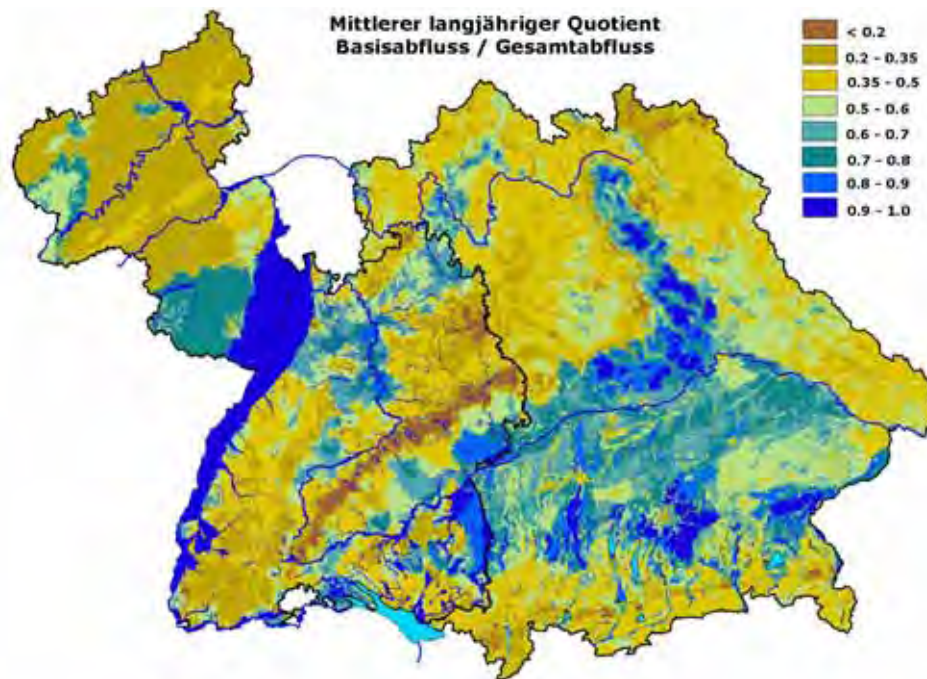 Mittlerer langjähriger Quotient
Basisabfluss / Gesamtabfluss
< 0.2
0.2 - 0.35
0.35 - 0.5
0.5 - 0.6
0.6 - 0.7
0.7 - 0.8
0.8 - 0.9
0.9 - 1.0